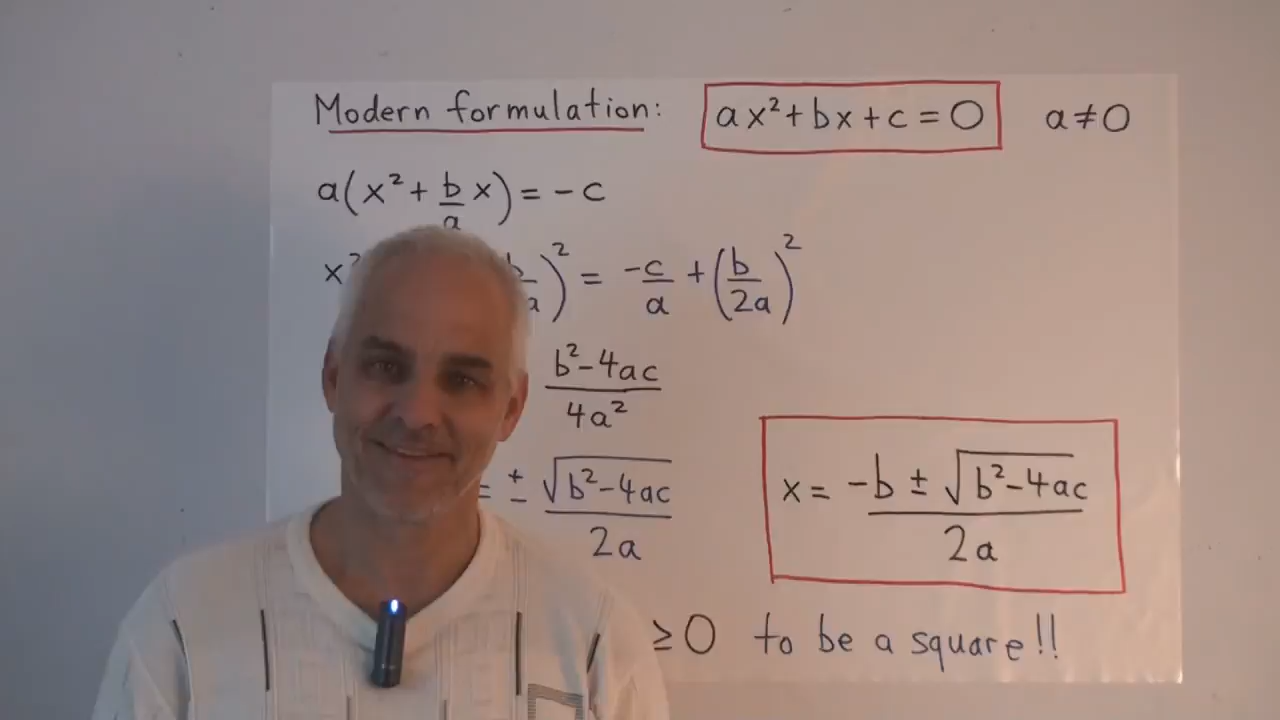 Modern formulation: ax²+bx+c=0 a≠0
a(x²+b/a x)=-c
x² b/a)²=-c/a+(b/2a)²
b²-4ac/4a²
=±√b²-4ac/2a x=-b±√b²-4ac/2a
≥0 to be a square!!